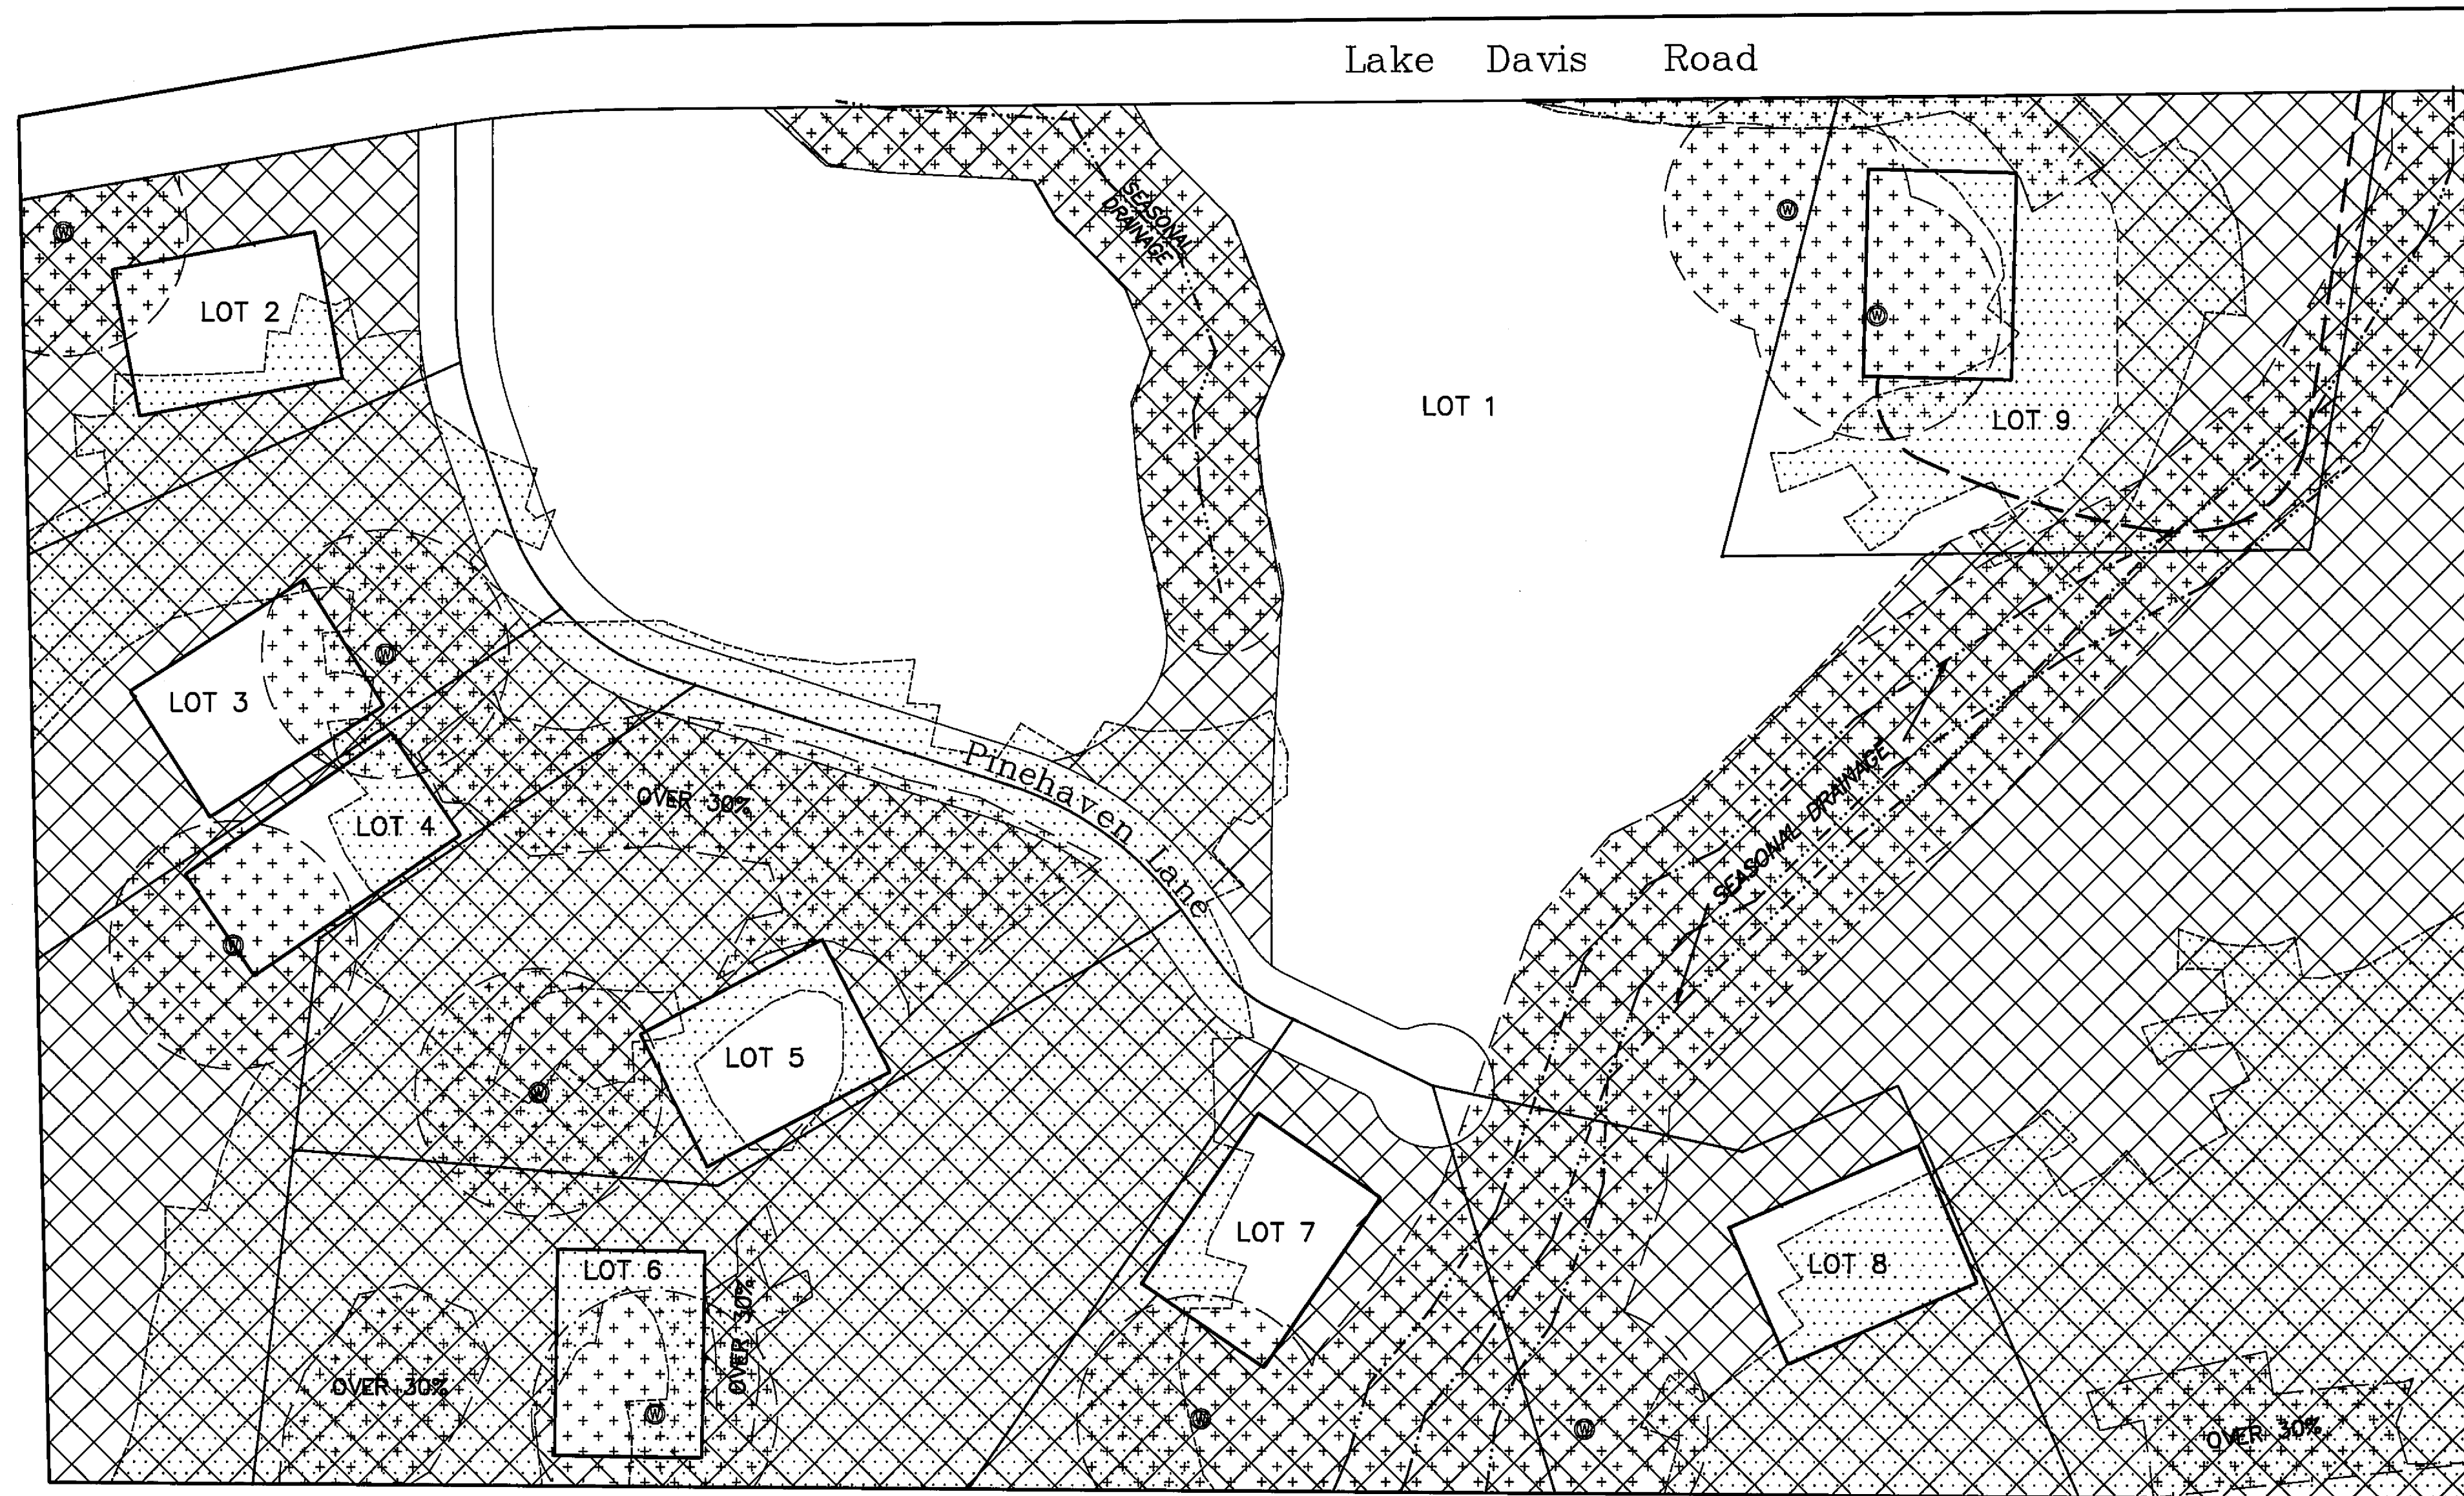 Lake Davis Road
SEASONAL
DRAINAGE
W
W
LOT 2
W
LOT 1
LOT 9
W
LOT 3
Pinehaven Lane
OVER 30%
LOT 4
SEASONAL DRAINAGE
W
LOT 5
W
LOT 7
LOT 8
LOT 6
OVER 30%
OVER 30%
W
W
W
OVER 30%